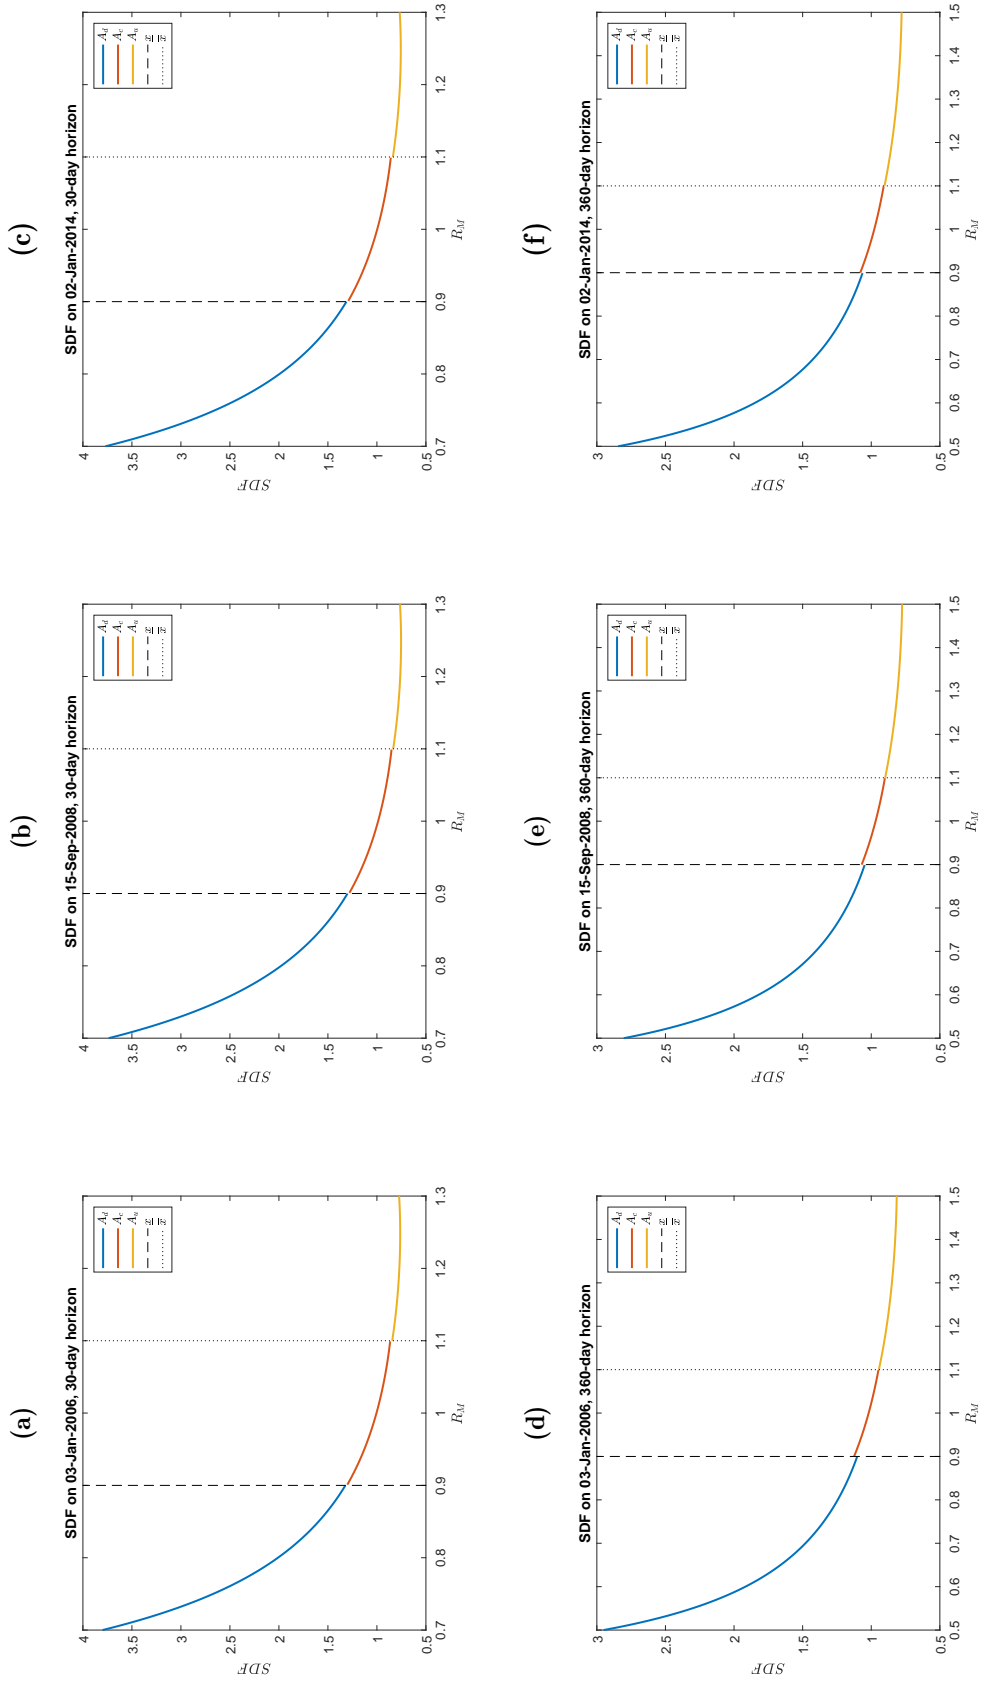 (a)
SDF on 03-Jan-2006, 30-day horizon
4
3.5
3
2.5
2
1.5
1
0.5
SDF
0.7 0.8 0.9 1 1.1 1.2 1.3
R_M
A_d
A_c
A_u
x̲
x̅
(b)
SDF on 15-Sep-2008, 30-day horizon
4
3.5
3
2.5
2
1.5
1
0.5
SDF
0.7 0.8 0.9 1 1.1 1.2 1.3
R_M
A_d
A_c
A_u
x̲
x̅
(c)
SDF on 02-Jan-2014, 30-day horizon
4
3.5
3
2.5
2
1.5
1
0.5
SDF
0.7 0.8 0.9 1 1.1 1.2 1.3
R_M
A_d
A_c
A_u
x̲
x̅
(d)
SDF on 03-Jan-2006, 360-day horizon
3
2.5
2
1.5
1
0.5
SDF
0.5 0.6 0.7 0.8 0.9 1 1.1 1.2 1.3 1.4 1.5
R_M
A_d
A_c
A_u
x̲
x̅
(e)
SDF on 15-Sep-2008, 360-day horizon
3
2.5
2
1.5
1
0.5
SDF
0.5 0.6 0.7 0.8 0.9 1 1.1 1.2 1.3 1.4 1.5
R_M
A_d
A_c
A_u
x̲
x̅
(f)
SDF on 02-Jan-2014, 360-day horizon
3
2.5
2
1.5
1
0.5
SDF
0.5 0.6 0.7 0.8 0.9 1 1.1 1.2 1.3 1.4 1.5
R_M
A_d
A_c
A_u
x̲
x̅